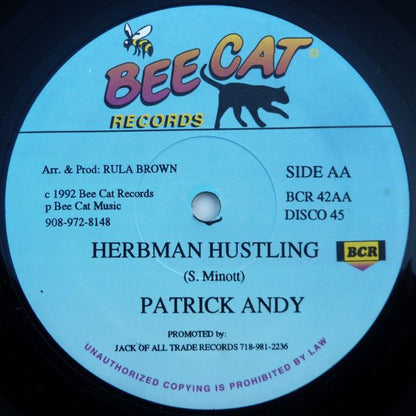 BEE CAT
RECORDS
Arr. & Prod: RULA BROWN
c 1992 Bee Cat Records
p Bee Cat Music
908-972-8148
SIDE AA
BCR 42AA
DISCO 45
HERBMAN HUSTLING
BCR
(S. Minott)
PATRICK ANDY
PROMOTED by:
JACK OF ALL TRADE RECORDS 718-981-2236
UNAUTHORIZED COPYING IS PROHIBITED BY LAW